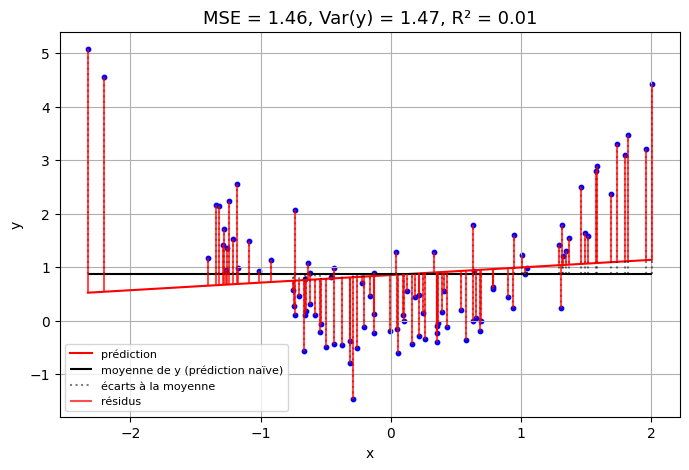 MSE = 1.46, Var(y) = 1.47, R² = 0.01
y
5
4
3
2
1
0
−1
prédiction
moyenne de y (prédiction naïve)
écarts à la moyenne
résidus
−2
−1
0
1
2
x